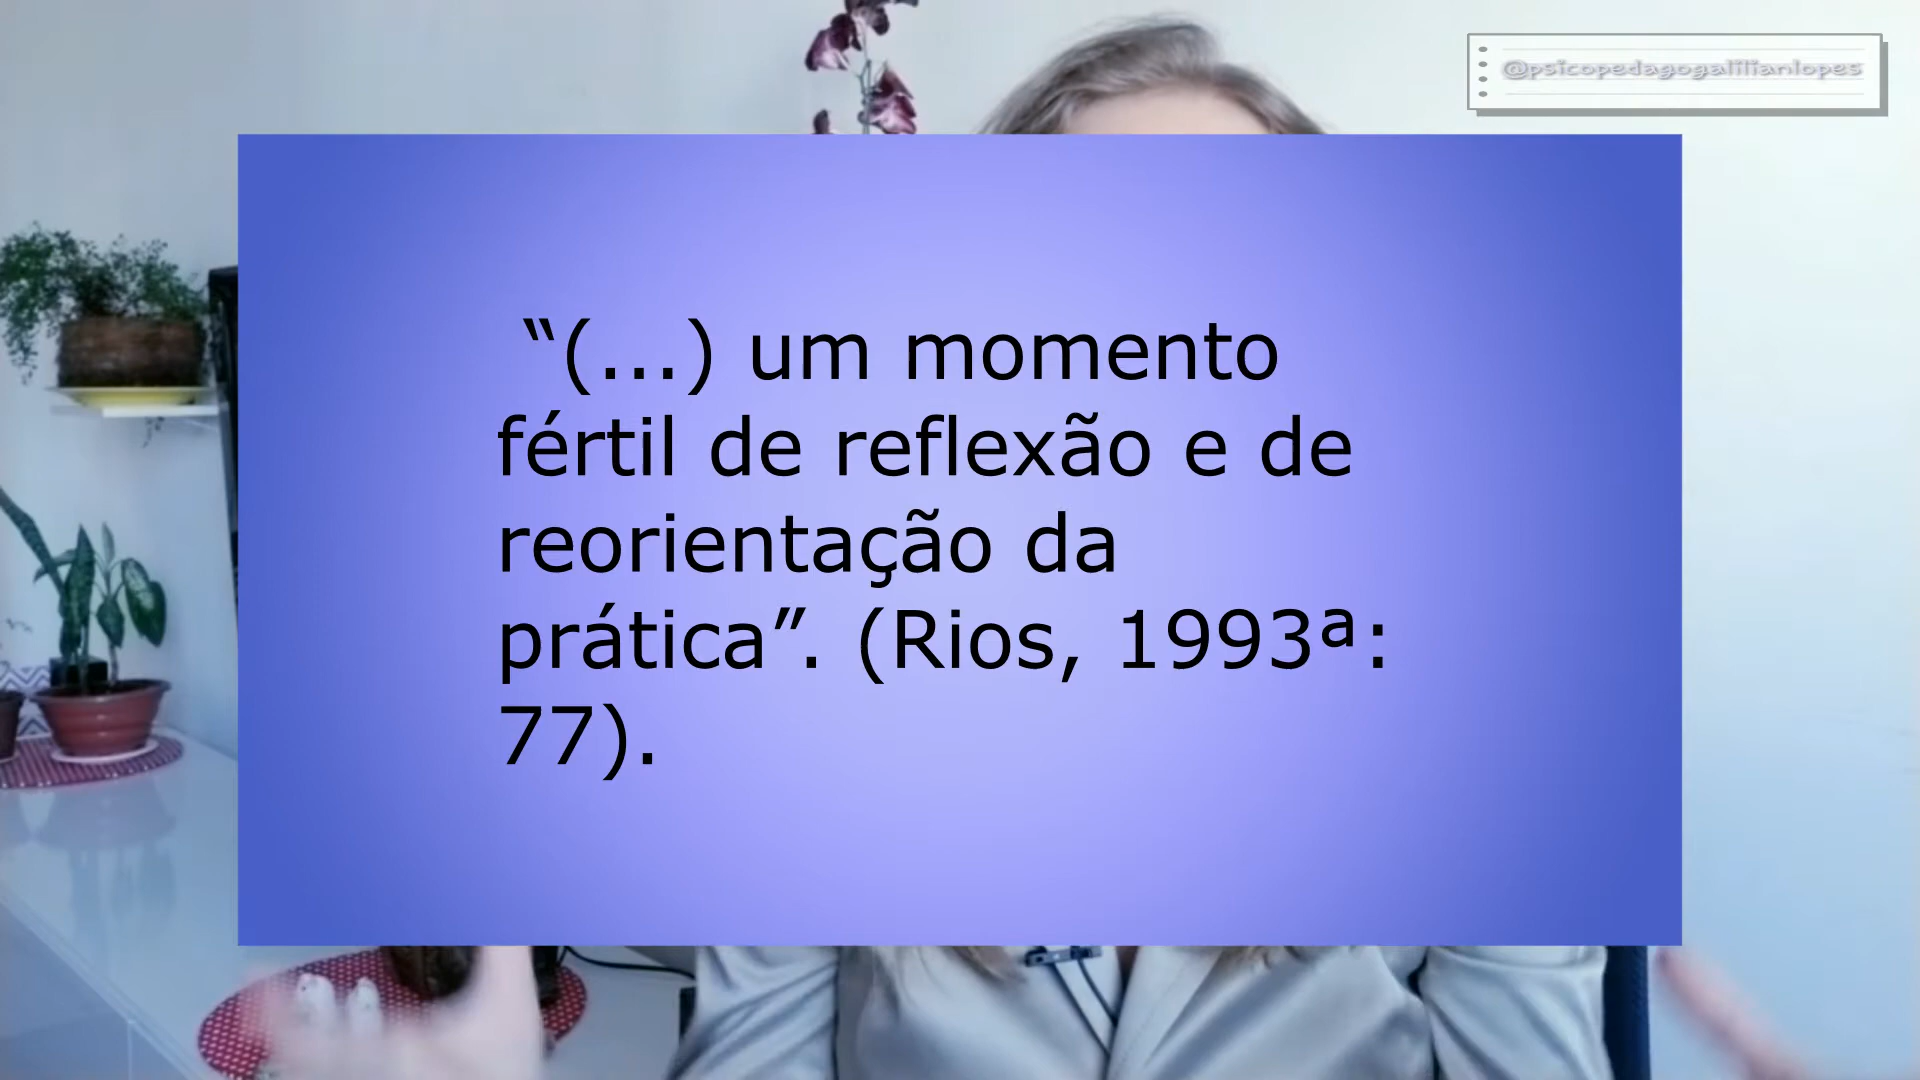 @psicopedagogalilianlopes
“(...) um momento
fértil de reflexão e de
reorientação da
prática”. (Rios, 1993ª:
77).